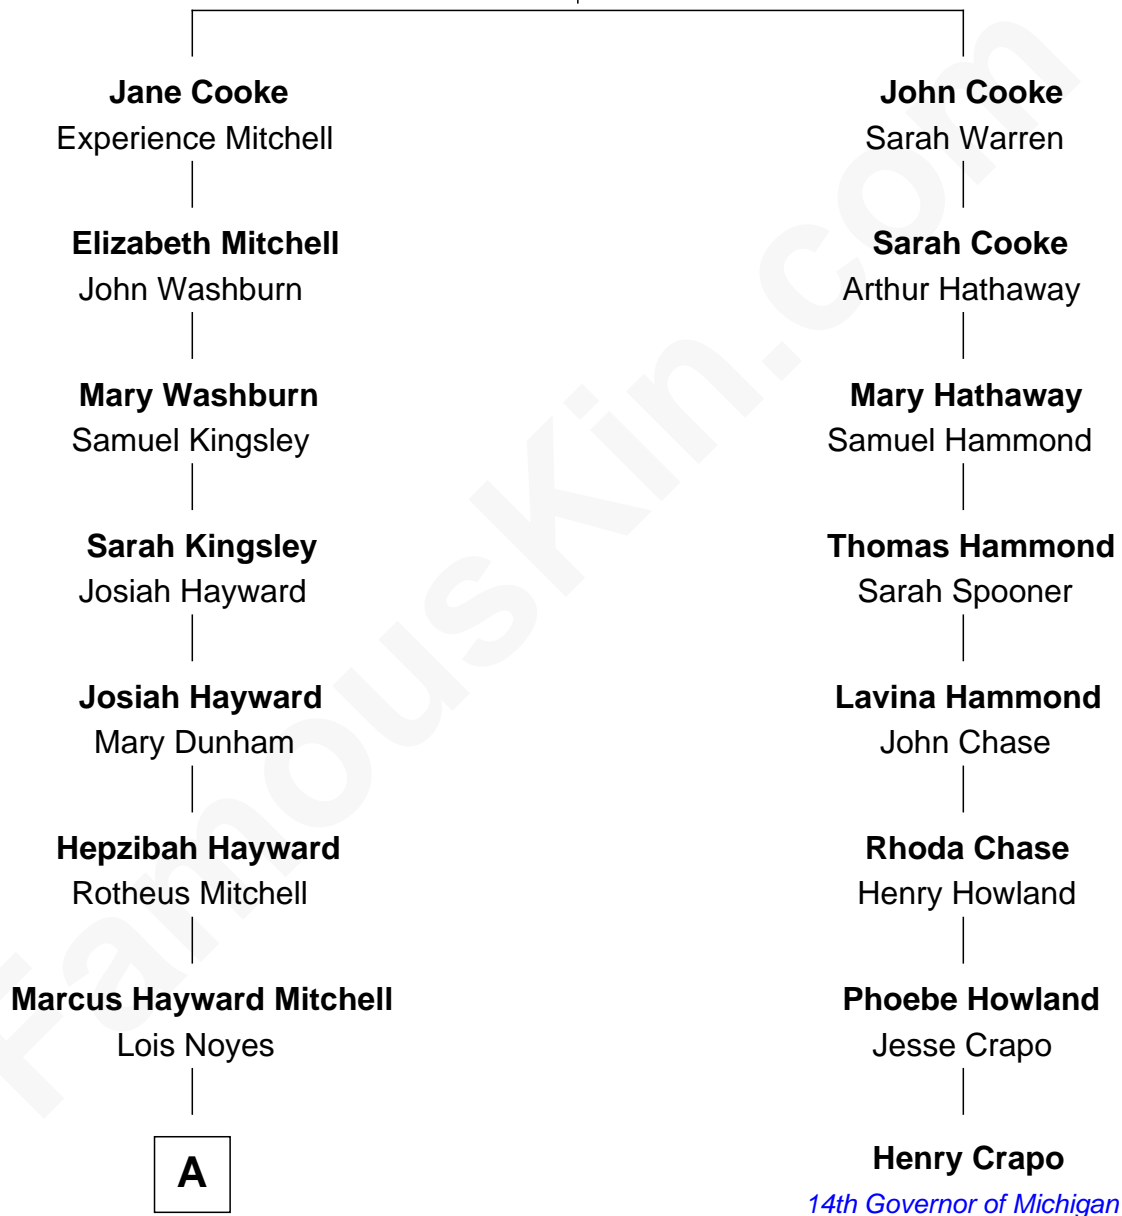 Jane Cooke
Experience Mitchell
Elizabeth Mitchell
John Washburn
Mary Washburn
Samuel Kingsley
Sarah Kingsley
Josiah Hayward
Josiah Hayward
Mary Dunham
Hepzibah Hayward
Rotheus Mitchell
Marcus Hayward Mitchell
Lois Noyes
A
John Cooke
Sarah Warren
Sarah Cooke
Arthur Hathaway
Mary Hathaway
Samuel Hammond
Thomas Hammond
Sarah Spooner
Lavina Hammond
John Chase
Rhoda Chase
Henry Howland
Phoebe Howland
Jesse Crapo
Henry Crapo
14th Governor of Michigan
FamousKin.com